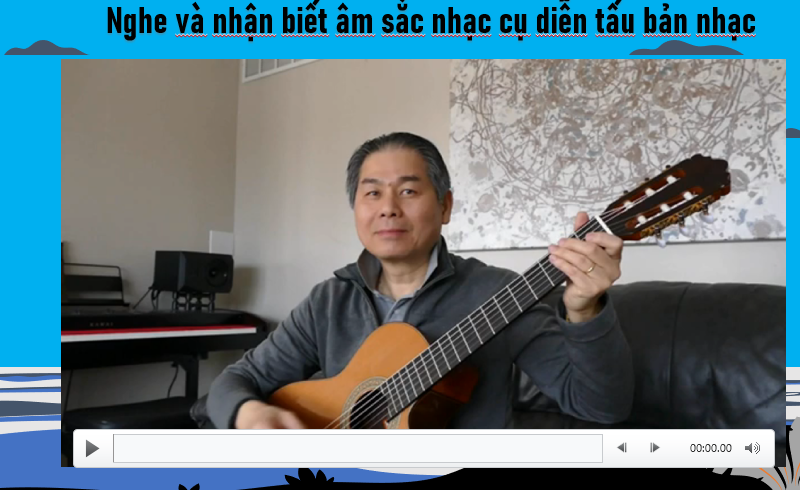 Nghe và nhận biết âm sắc nhạc cụ diễn tấu bản nhạc
00:00.00